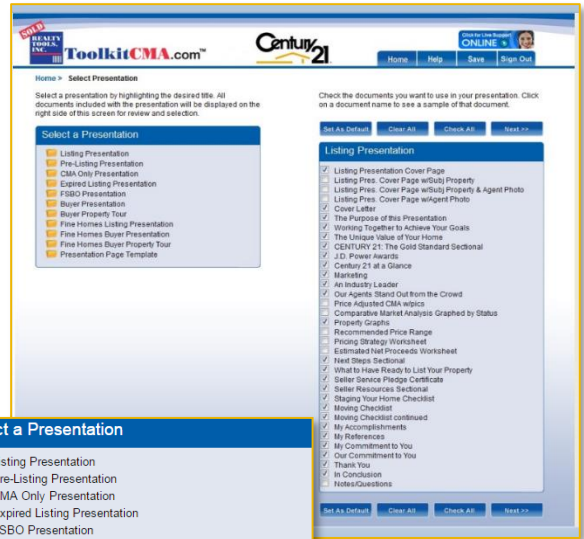 SOLD
REALTY
TOOLS,
INC.
ToolkitCMA.com™
Century 21
Click for Live Support
ONLINE
Home Help Save Sign Out
Home > Select Presentation
Select a presentation by highlighting the desired title. All
documents included with the presentation will be displayed on the
right side of this screen for review and selection.
Select a Presentation
Listing Presentation
Pre-Listing Presentation
CMA Only Presentation
Expired Listing Presentation
FSBO Presentation
Buyer Presentation
Buyer Property Tour
Fine Homes Listing Presentation
Fine Homes Buyer Presentation
Fine Homes Buyer Property Tour
Presentation Page Template
Check the documents you want to use in your presentation. Click
on a document name to see a sample of that document.
Set As Default Clear All Check All Next >>
Listing Presentation
Listing Presentation Cover Page
Listing Pres. Cover Page w/Subj Property
Listing Pres. Cover Page w/Subj Property & Agent Photo
Listing Pres. Cover Page w/Agent Photo
Cover Letter
The Purpose of this Presentation
Working Together to Achieve Your Goals
The Unique Value of Your Home
CENTURY 21: The Gold Standard Sectional
J.D. Power Awards
Century 21 at a Glance
Marketing
An Industry Leader
Our Agents Stand Out from the Crowd
Price Adjusted CMA w/pics
Comparative Market Analysis Graphed by Status
Property Graphs
Recommended Price Range
Pricing Strategy Worksheet
Estimated Net Proceeds Worksheet
Next Steps Sectional
What to Have Ready to List Your Property
Seller Service Pledge Certificate
Seller Resources Sectional
Staging Your Home Checklist
Moving Checklist
Moving Checklist continued
My Accomplishments
My References
My Commitment to You
Our Commitment to You
Thank You
In Conclusion
Notes/Questions
Set As Default Clear All Check All Next >>
ct a Presentation
sting Presentation
re-Listing Presentation
MA Only Presentation
xpired Listing Presentation
SBO Presentation